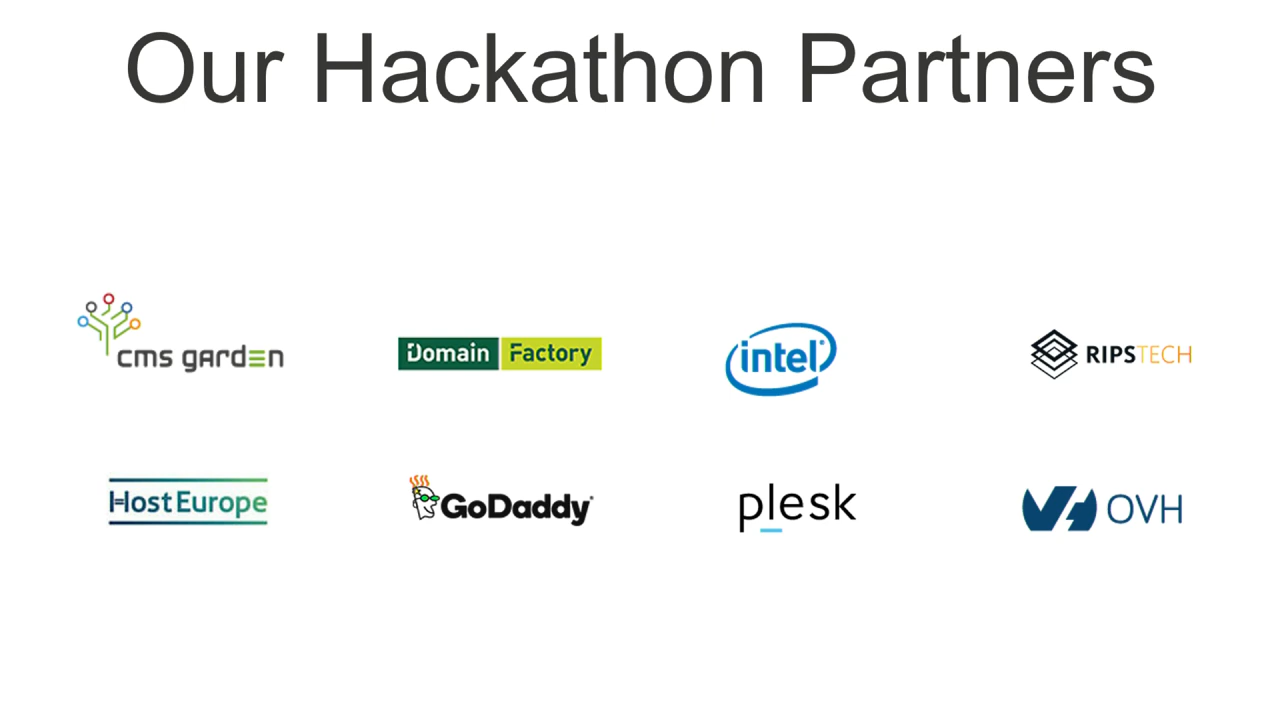 Our Hackathon Partners
cms garden
Domain Factory
intel®
RIPSTECH
HostEurope
GoDaddy
plesk
OVH